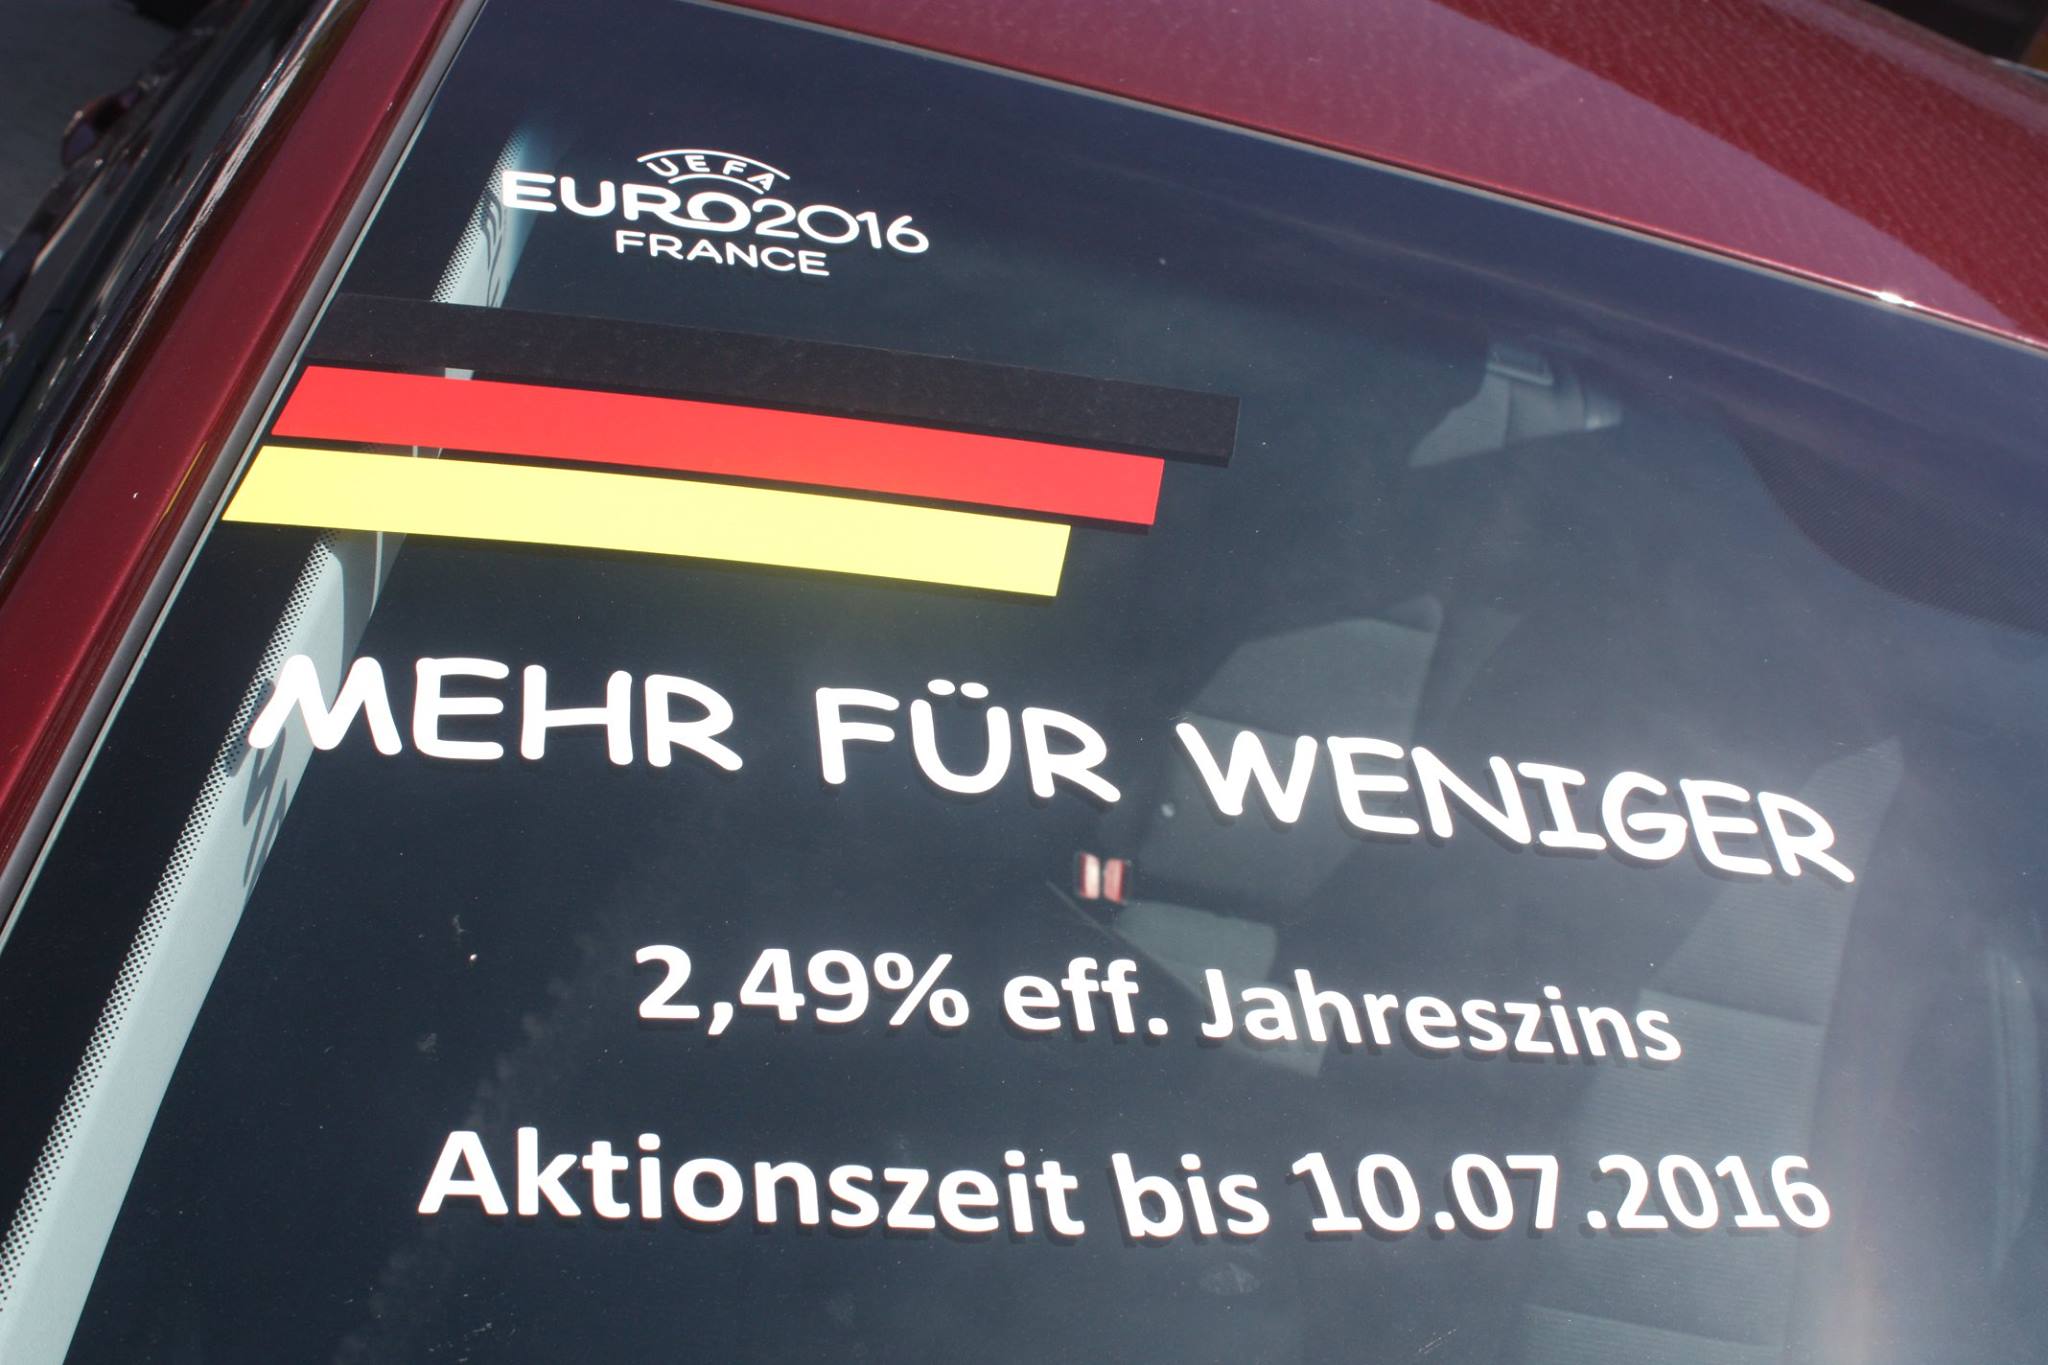 UEFA
EURO2016
FRANCE
MEHR FÜR WENIGER
2,49% eff. Jahreszins
Aktionszeit bis 10.07.2016